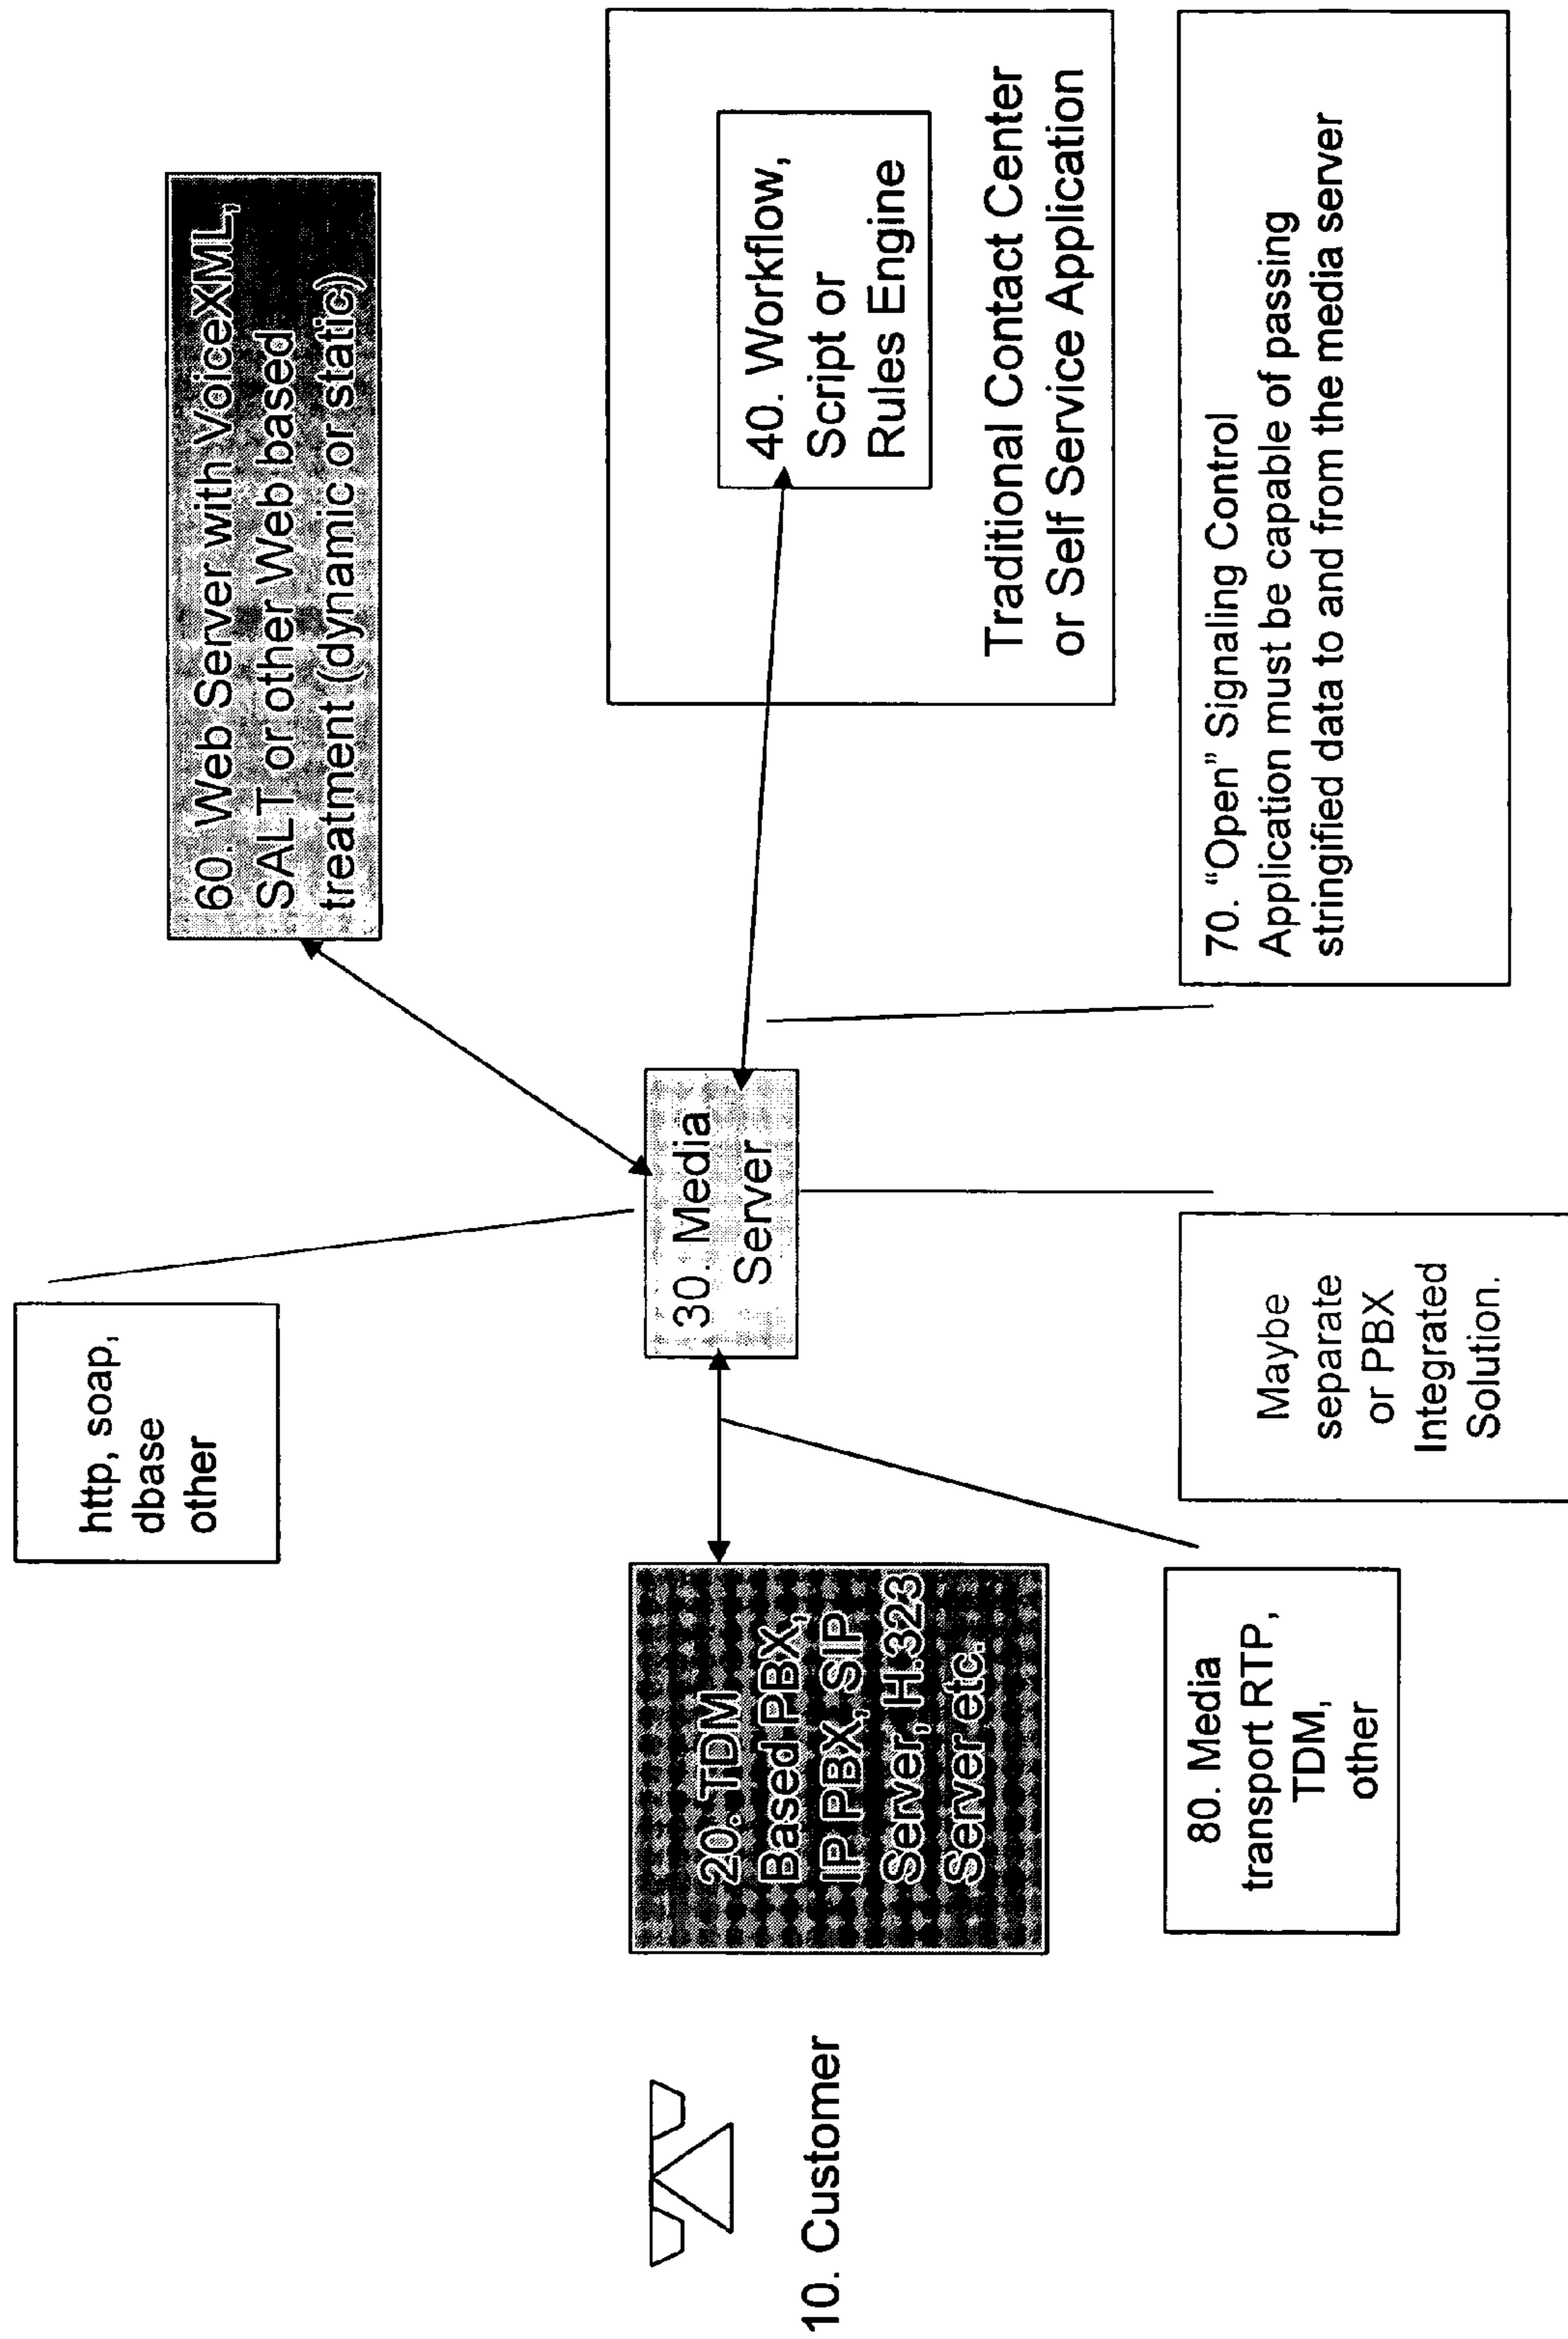 http, soap,
dbase
other
60. Web Server with VoiceXML,
SALT or other Web based
treatment (dynamic or static)
10. Customer
20. TDM
Based PBX,
IP PBX, SIP
Server, H.323
Server etc.
30. Media
Server
40. Workflow,
Script or
Rules Engine
Traditional Contact Center
or Self Service Application
80. Media
transport RTP,
TDM,
other
Maybe
separate
or PBX
Integrated
Solution.
70. “Open” Signaling Control
Application must be capable of passing
stringified data to and from the media server